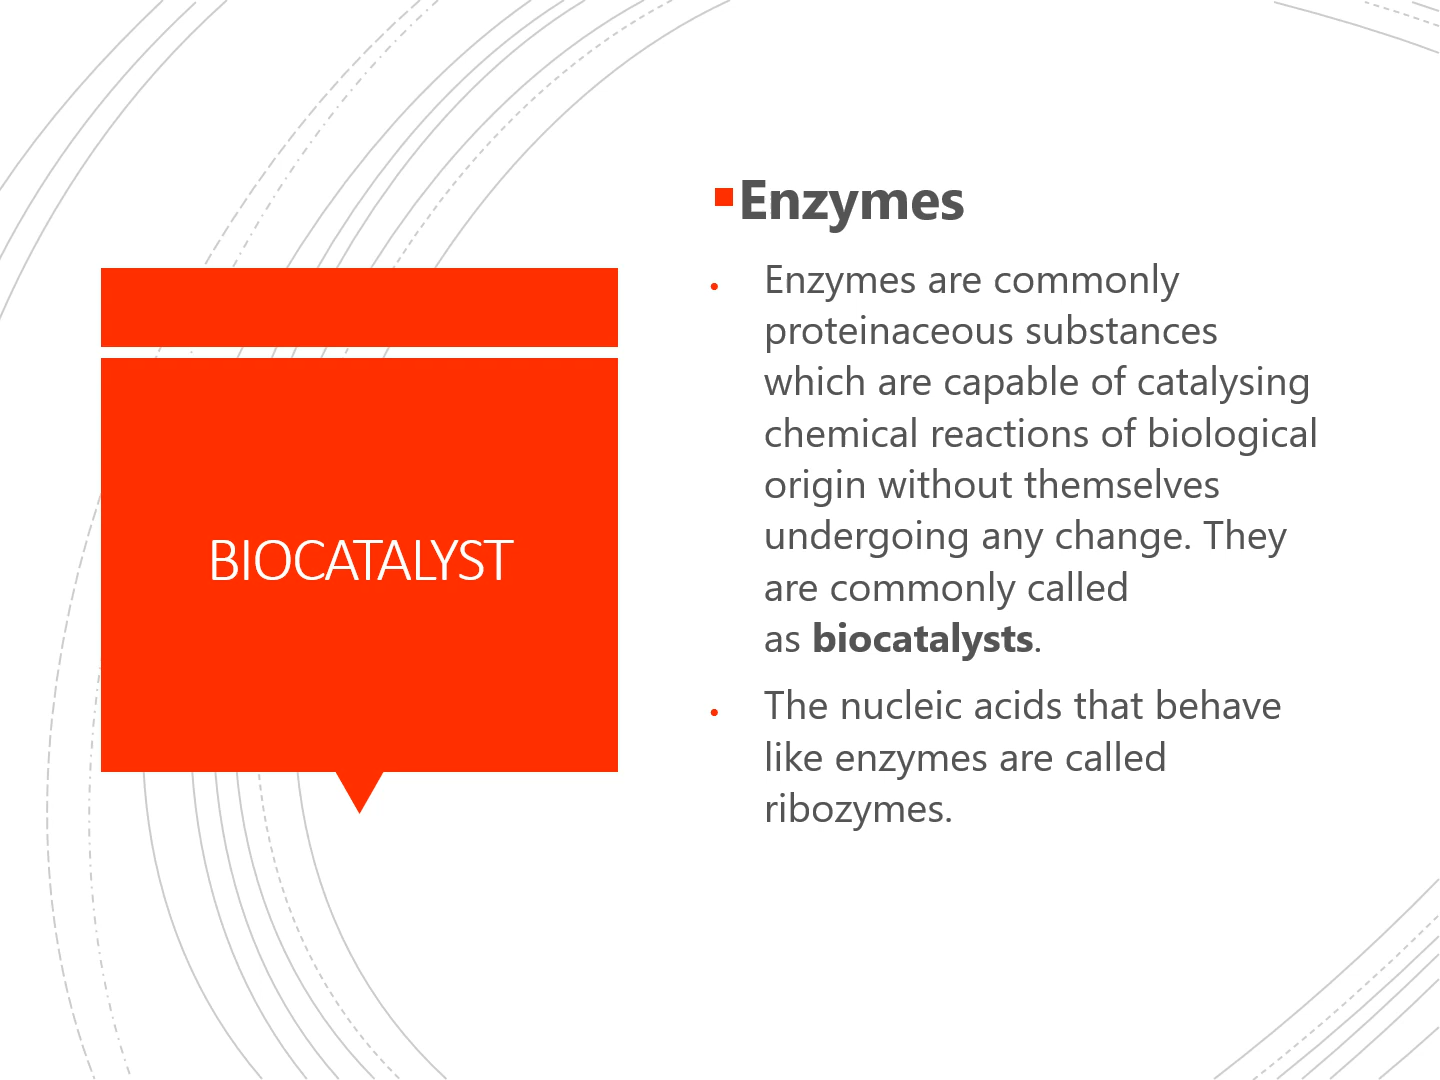 BIOCATALYST
Enzymes
Enzymes are commonly
proteinaceous substances
which are capable of catalysing
chemical reactions of biological
origin without themselves
undergoing any change. They
are commonly called
as biocatalysts.
The nucleic acids that behave
like enzymes are called
ribozymes.